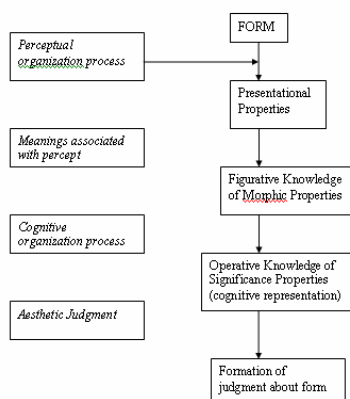 FORM
Perceptual
organization process
Presentational
Properties
Meanings associated
with percept
Figurative Knowledge
of Morphic Properties
Cognitive
organization process
Operative Knowledge of
Significance Properties
(cognitive representation)
Aesthetic Judgment
Formation of
judgment about form